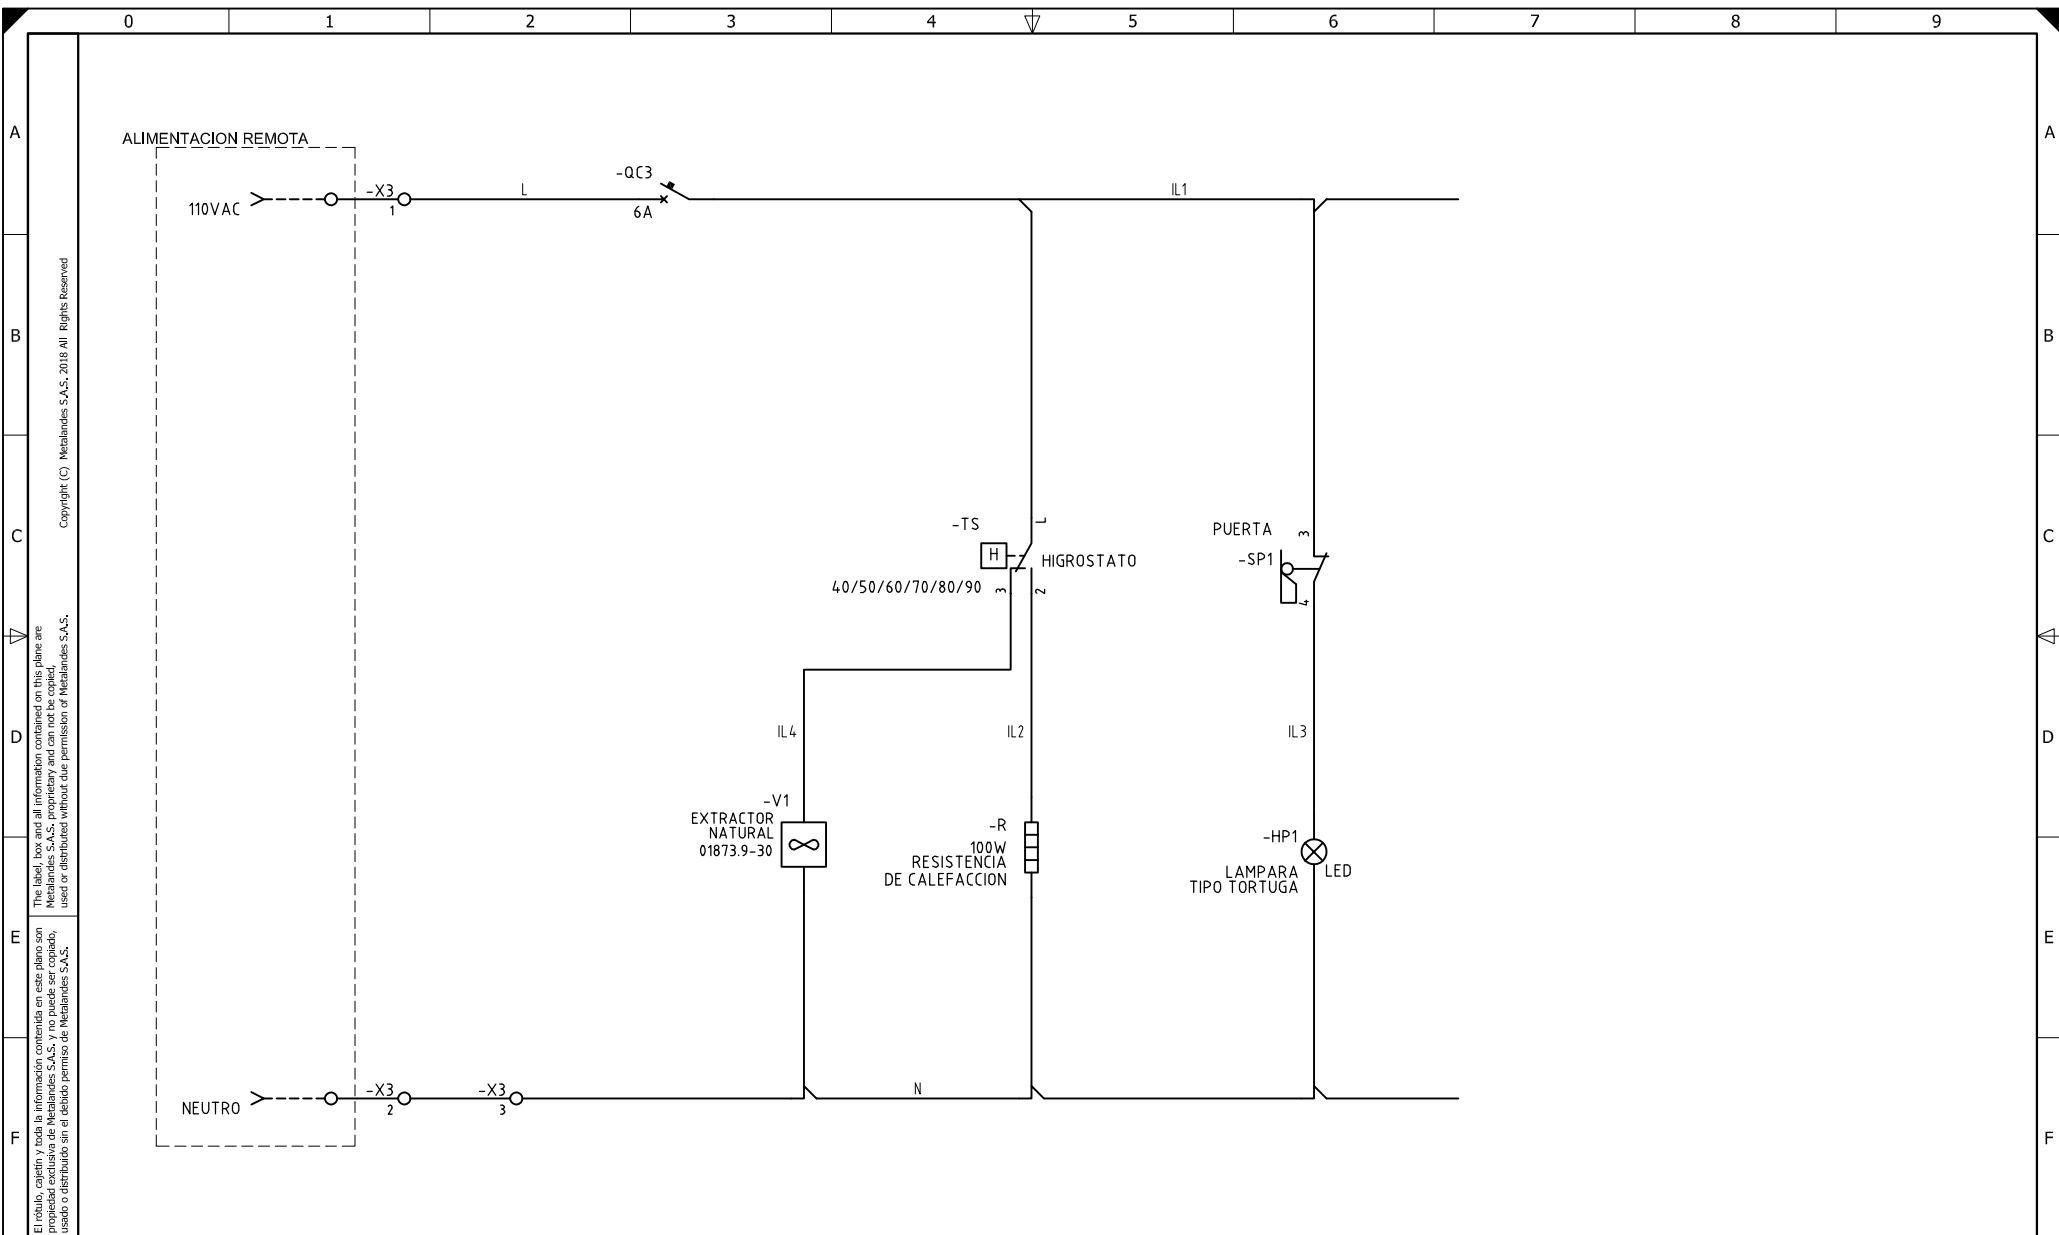 0 1 2 3 4 5 6 7 8 9
A A
ALIMENTACION REMOTA
-QC3
-X3 L IL1
110VAC 1 6A
B B
Copyright (C) Metalandes S.A.S. 2018 All Rights Reserved
C C
-TS L PUERTA 3
H HIGROSTATO -SP1
40/50/60/70/80/90 3 2 4
The label, box and all information contained on this plane are
Metalandes S.A.S. proprietary and can not be copied,
used or distributed without due permission of Metalandes S.A.S.
D D
IL4 IL2 IL3
-V1
EXTRACTOR
NATURAL
01873.9-30
-R
100W
RESISTENCIA
DE CALEFACCION
-HP1
LAMPARA LED
TIPO TORTUGA
E E
El rótulo, cajetín y toda la información contenida en este plano son
propiedad exclusiva de Metalandes S.A.S. y no puede ser copiado,
usado o distribuido sin el debido permiso de Metalandes S.A.S.
-X3 -X3 N
NEUTRO 2 3
F F